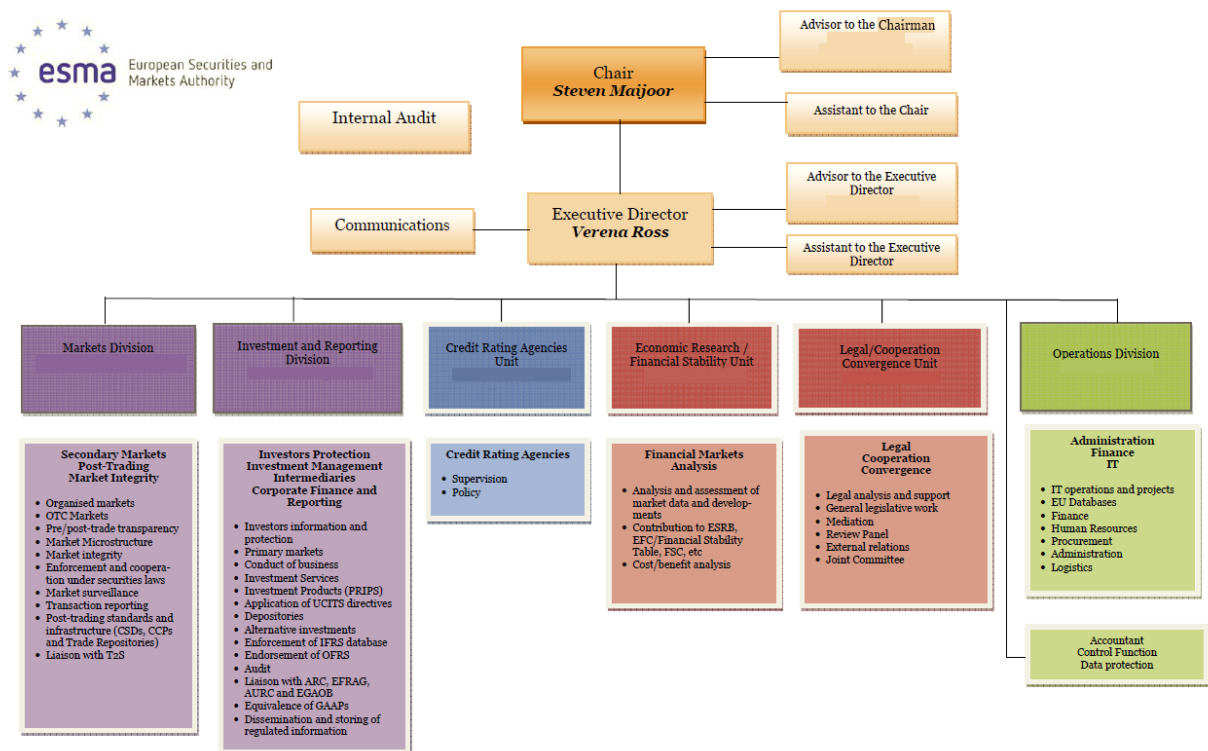 esma
European Securities and
Markets Authority
Advisor to the Chairman
Chair
Steven Maijoor
Assistant to the Chair
Internal Audit
Advisor to the Executive
Director
Executive Director
Verena Ross
Communications
Assistant to the Executive
Director
Markets Division
Investment and Reporting
Division
Credit Rating Agencies
Unit
Economic Research /
Financial Stability Unit
Legal/Cooperation
Convergence Unit
Operations Division
Secondary Markets
Post-Trading
Market Integrity
• Organised markets
• OTC Markets
• Pre/post-trade transparency
• Market Microstructure
• Market integrity
• Enforcement and coopera-
tion under securities laws
• Market surveillance
• Transaction reporting
• Post-trading standards and
infrastructure (CSDs, CCPs
and Trade Repositories)
• Liaison with T2S
Investors Protection
Investment Management
Intermediaries
Corporate Finance and
Reporting
• Investors information and
protection
• Primary markets
• Conduct of business
• Investment Services
• Investment Products (PRIPS)
• Application of UCITS directives
• Depositories
• Alternative investments
• Enforcement of IFRS database
• Endorsement of OFRS
• Audit
• Liaison with ARC, EFRAG,
AURC and EGAOB
• Equivalence of GAAPs
• Dissemination and storing of
regulated information
Credit Rating Agencies
• Supervision
• Policy
Financial Markets
Analysis
• Analysis and assessment of
market data and develop-
ments
• Contribution to ESRB,
EFC/Financial Stability
Table, FSC, etc
• Cost/benefit analysis
Legal
Cooperation
Convergence
• Legal analysis and support
• General legislative work
• Mediation
• Review Panel
• External relations
• Joint Committee
Administration
Finance
IT
• IT operations and projects
• EU Databases
• Finance
• Human Resources
• Procurement
• Administration
• Logistics
Accountant
Control Function
Data protection